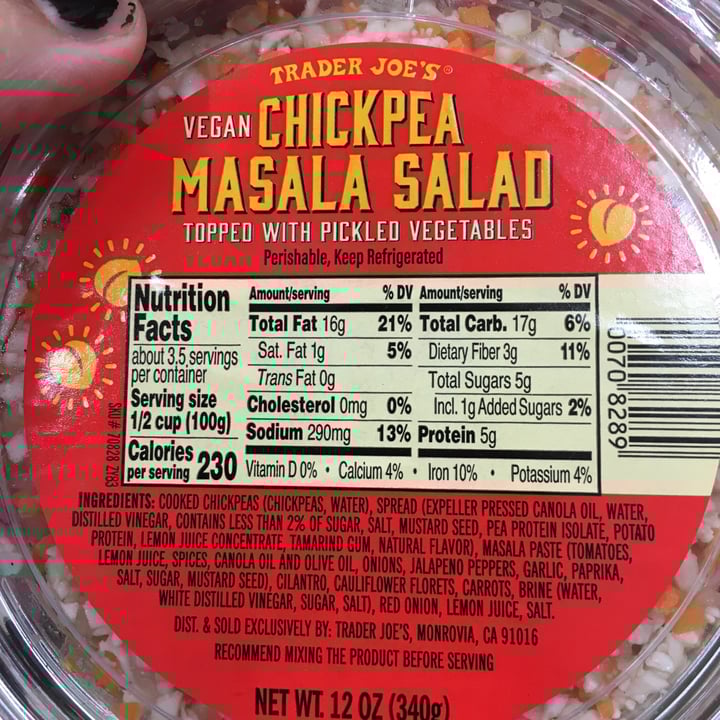 TRADER JOE'S®
VEGAN CHICKPEA
MASALA SALAD
TOPPED WITH PICKLED VEGETABLES
Perishable, Keep Refrigerated
Nutrition
Facts
about 3.5 servings
per container
Serving size
1/2 cup (100g)
Calories
per serving 230
Amount/serving % DV
Total Fat 16g 21%
Sat. Fat 1g 5%
Trans Fat 0g
Cholesterol 0mg 0%
Sodium 290mg 13%
Amount/serving % DV
Total Carb. 17g 6%
Dietary Fiber 3g 11%
Total Sugars 5g
Incl. 1g Added Sugars 2%
Protein 5g
Vitamin D 0% • Calcium 4% • Iron 10% • Potassium 4%
SKU# 70828 2783
0070 8289
INGREDIENTS: COOKED CHICKPEAS (CHICKPEAS, WATER), SPREAD (EXPELLER PRESSED CANOLA OIL, WATER,
DISTILLED VINEGAR, CONTAINS LESS THAN 2% OF SUGAR, SALT, MUSTARD SEED, PEA PROTEIN ISOLATE, POTATO
PROTEIN, LEMON JUICE CONCENTRATE, TAMARIND GUM, NATURAL FLAVOR), MASALA PASTE (TOMATOES,
LEMON JUICE, SPICES, CANOLA OIL AND OLIVE OIL, ONIONS, JALAPENO PEPPERS, GARLIC, PAPRIKA,
SALT, SUGAR, MUSTARD SEED), CILANTRO, CAULIFLOWER FLORETS, CARROTS, BRINE (WATER,
WHITE DISTILLED VINEGAR, SUGAR, SALT), RED ONION, LEMON JUICE, SALT.
DIST. & SOLD EXCLUSIVELY BY: TRADER JOE'S, MONROVIA, CA 91016
RECOMMEND MIXING THE PRODUCT BEFORE SERVING
NET WT. 12 OZ (340g)